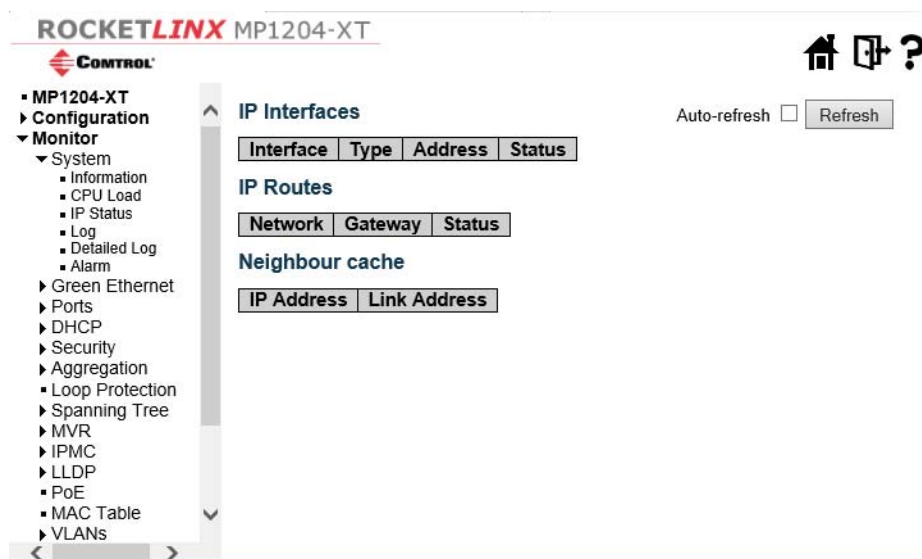 ROCKETLINX MP1204-XT
COMTROL
MP1204-XT
Configuration
Monitor
System
Information
CPU Load
IP Status
Log
Detailed Log
Alarm
Green Ethernet
Ports
DHCP
Security
Aggregation
Loop Protection
Spanning Tree
MVR
IPMC
LLDP
PoE
MAC Table
VLANs
?
IP Interfaces
Auto-refresh Refresh
Interface Type Address Status
IP Routes
Network Gateway Status
Neighbour cache
IP Address Link Address